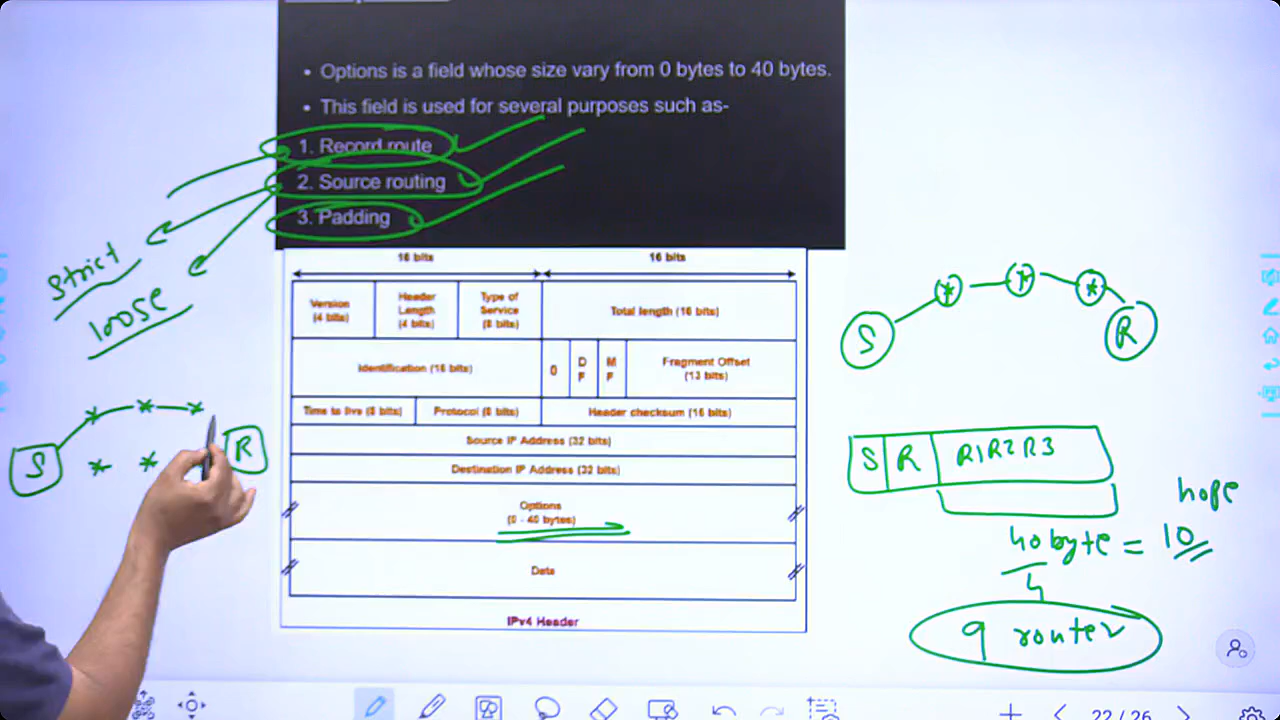 • Options is a field whose size vary from 0 bytes to 40 bytes.
• This field is used for several purposes such as-
1. Record route
2. Source routing
3. Padding
strict
loose
16 bits 16 bits
Version (4 bits) Header Length (4 bits) Type of Service (8 bits) Total length (16 bits)
Identification (16 bits) 0 D F M F Fragment Offset (13 bits)
Time to live (8 bits) Protocol (8 bits) Header checksum (16 bits)
Source IP Address (32 bits)
Destination IP Address (32 bits)
Options
(0 - 40 bytes)
Data
IPv4 Header
S * * * R
* *
S * * * R
S R R1R2R3
hope
40 byte = 10
4
9 router
22 / 26